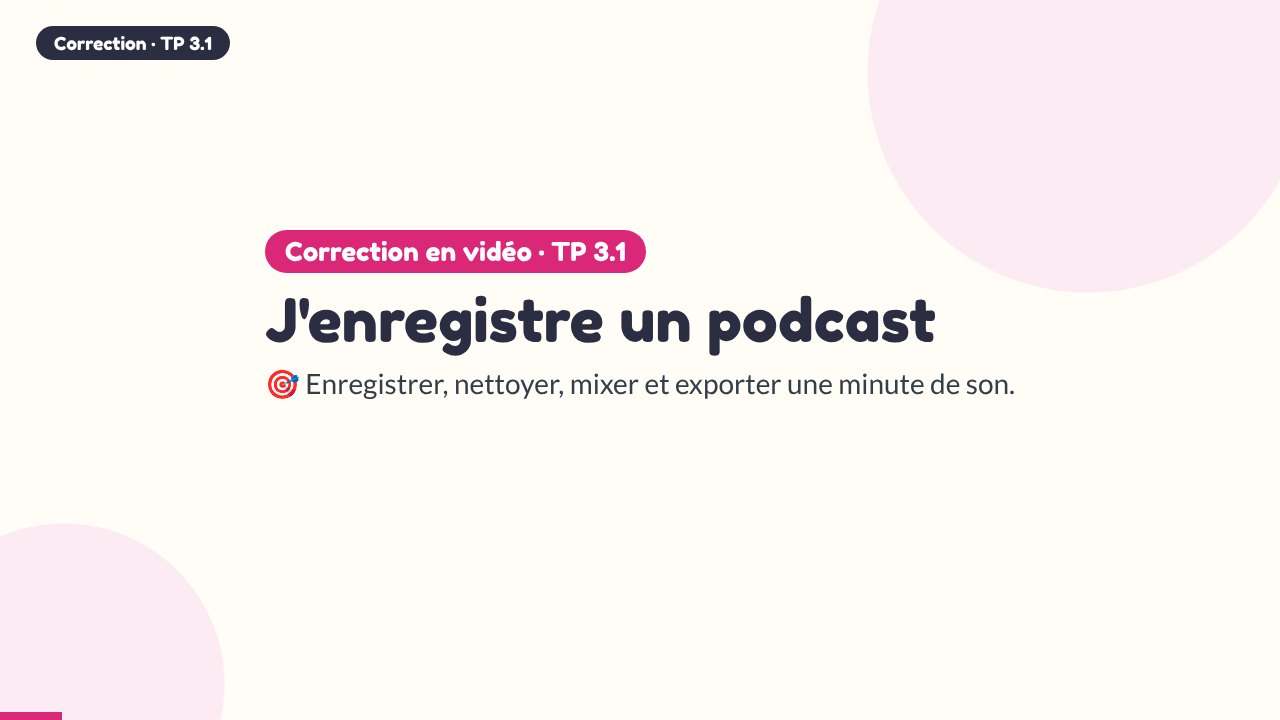 Correction · TP 3.1
Correction en vidéo · TP 3.1
J'enregistre un podcast
🎯 Enregistrer, nettoyer, mixer et exporter une minute de son.